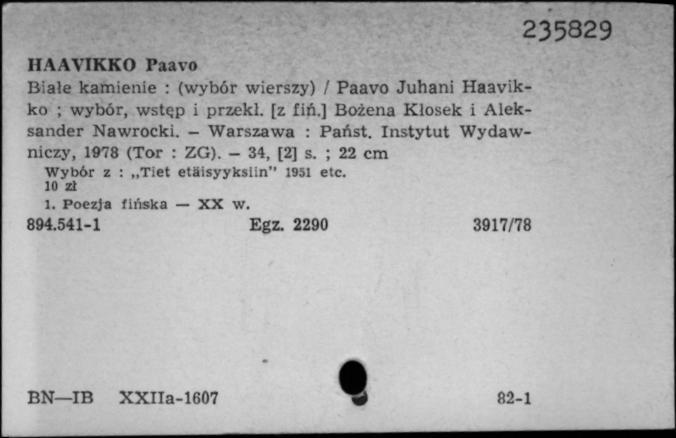 235829
HAAVIKKO Paavo
Białe kamienie : (wybór wierszy) / Paavo Juhani Haavik-
ko ; wybór, wstęp i przekł. [z fiń.] Bożena Kłosek i Alek-
sander Nawrocki. — Warszawa : Państ. Instytut Wydaw-
niczy, 1978 (Tor : ZG). — 34, [2] s. ; 22 cm
Wybór z : „Tiet etäisyyksiin” 1951 etc.
10 zł
1. Poezja fińska — XX w.
894.541-1 Egz. 2290 3917/78
BN—IB XXIIa-1607 82-1